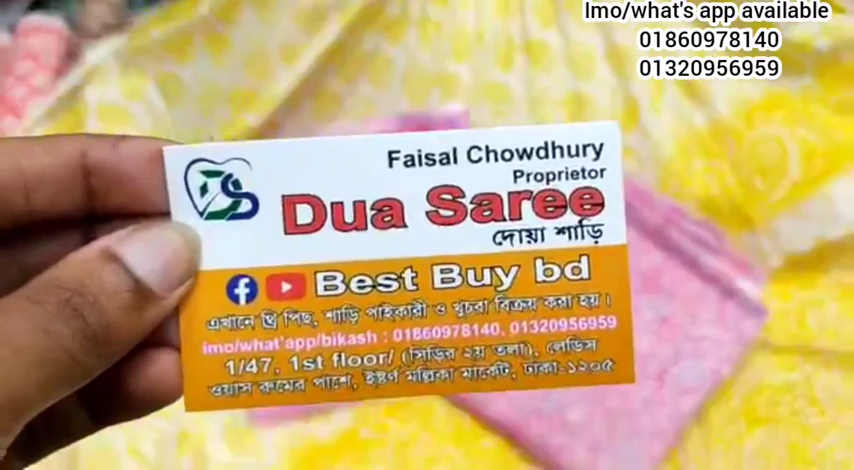 Imo/what's app available
01860978140
01320956959
Faisal Chowdhury
Proprietor
DS
Dua Saree
দোয়া শাড়ি
Best Buy bd
এখানে থ্রি পিছ, শাড়ি পাইকারী ও খুচরা বিক্রয় করা হয়।
imo/what'app/bikash : 01860978140, 01320956959
1/47, 1st floor/ (সিড়ির ২য় তলা), লেডিস
ওয়াস রুমের পাশে, ইষ্টার্ণ মল্লিকা মার্কেট, ঢাকা-১২০৫